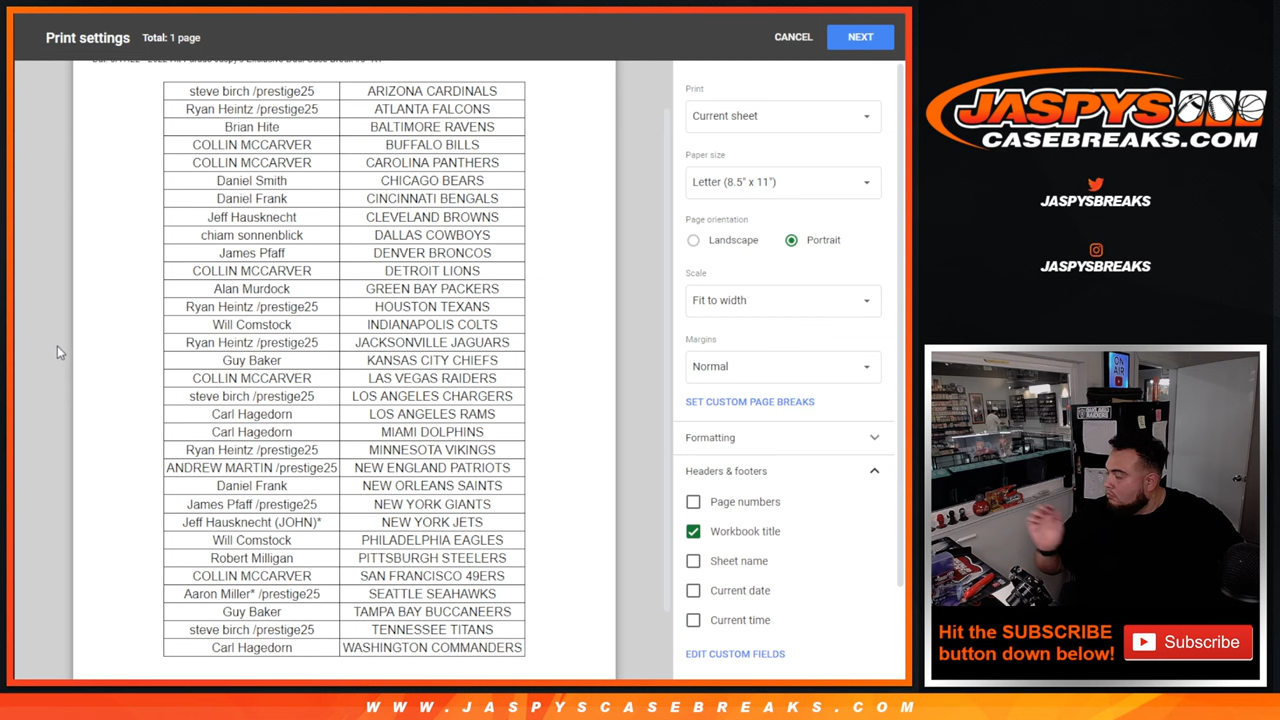 Print settings Total: 1 page
CANCEL NEXT
steve birch /prestige25 ARIZONA CARDINALS
Ryan Heintz /prestige25 ATLANTA FALCONS
Brian Hite BALTIMORE RAVENS
COLLIN MCCARVER BUFFALO BILLS
COLLIN MCCARVER CAROLINA PANTHERS
Daniel Smith CHICAGO BEARS
Daniel Frank CINCINNATI BENGALS
Jeff Hausknecht CLEVELAND BROWNS
chiam sonnenblick DALLAS COWBOYS
James Pfaff DENVER BRONCOS
COLLIN MCCARVER DETROIT LIONS
Alan Murdock GREEN BAY PACKERS
Ryan Heintz /prestige25 HOUSTON TEXANS
Will Comstock INDIANAPOLIS COLTS
Ryan Heintz /prestige25 JACKSONVILLE JAGUARS
Guy Baker KANSAS CITY CHIEFS
COLLIN MCCARVER LAS VEGAS RAIDERS
steve birch /prestige25 LOS ANGELES CHARGERS
Carl Hagedorn LOS ANGELES RAMS
Carl Hagedorn MIAMI DOLPHINS
Ryan Heintz /prestige25 MINNESOTA VIKINGS
ANDREW MARTIN /prestige25 NEW ENGLAND PATRIOTS
Daniel Frank NEW ORLEANS SAINTS
James Pfaff /prestige25 NEW YORK GIANTS
Jeff Hausknecht (JOHN)* NEW YORK JETS
Will Comstock PHILADELPHIA EAGLES
Robert Milligan PITTSBURGH STEELERS
COLLIN MCCARVER SAN FRANCISCO 49ERS
Aaron Miller* /prestige25 SEATTLE SEAHAWKS
Guy Baker TAMPA BAY BUCCANEERS
steve birch /prestige25 TENNESSEE TITANS
Carl Hagedorn WASHINGTON COMMANDERS
Print
Current sheet
Paper size
Letter (8.5" x 11")
Page orientation
Landscape Portrait
Scale
Fit to width
Margins
Normal
SET CUSTOM PAGE BREAKS
Formatting
Headers & footers
Page numbers
Workbook title
Sheet name
Current date
Current time
EDIT CUSTOM FIELDS
JASPYS
CASEBREAKS.COM
JASPYSBREAKS
JASPYSBREAKS
ON
AIR
Hit the SUBSCRIBE
button down below!
Subscribe
WWW.JASPYSCASEBREAKS.COM